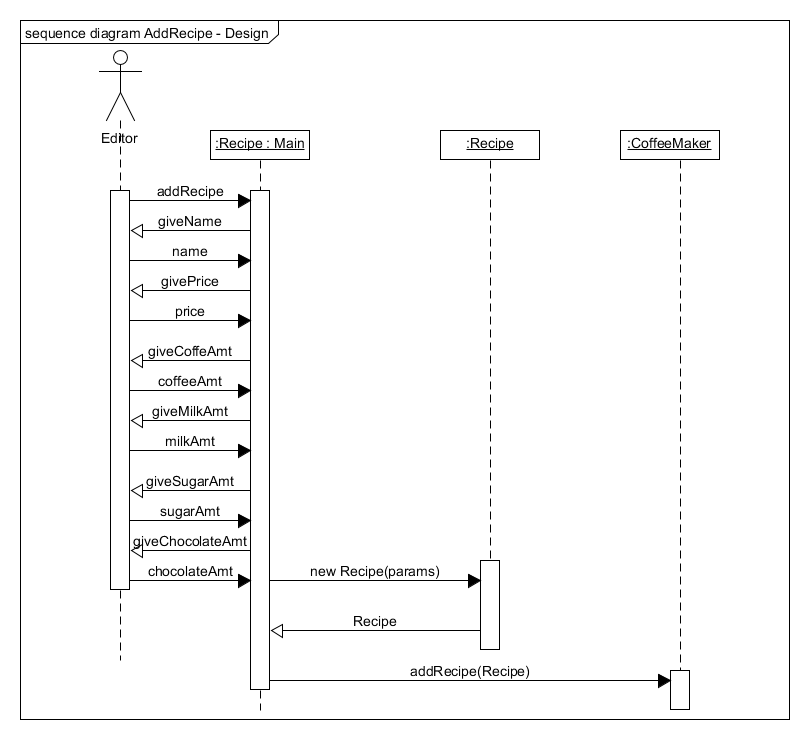 sequence diagram AddRecipe - Design
Editor
:Recipe : Main
:Recipe
:CoffeeMaker
addRecipe
giveName
name
givePrice
price
giveCoffeAmt
coffeeAmt
giveMilkAmt
milkAmt
giveSugarAmt
sugarAmt
giveChocolateAmt
chocolateAmt
new Recipe(params)
Recipe
addRecipe(Recipe)